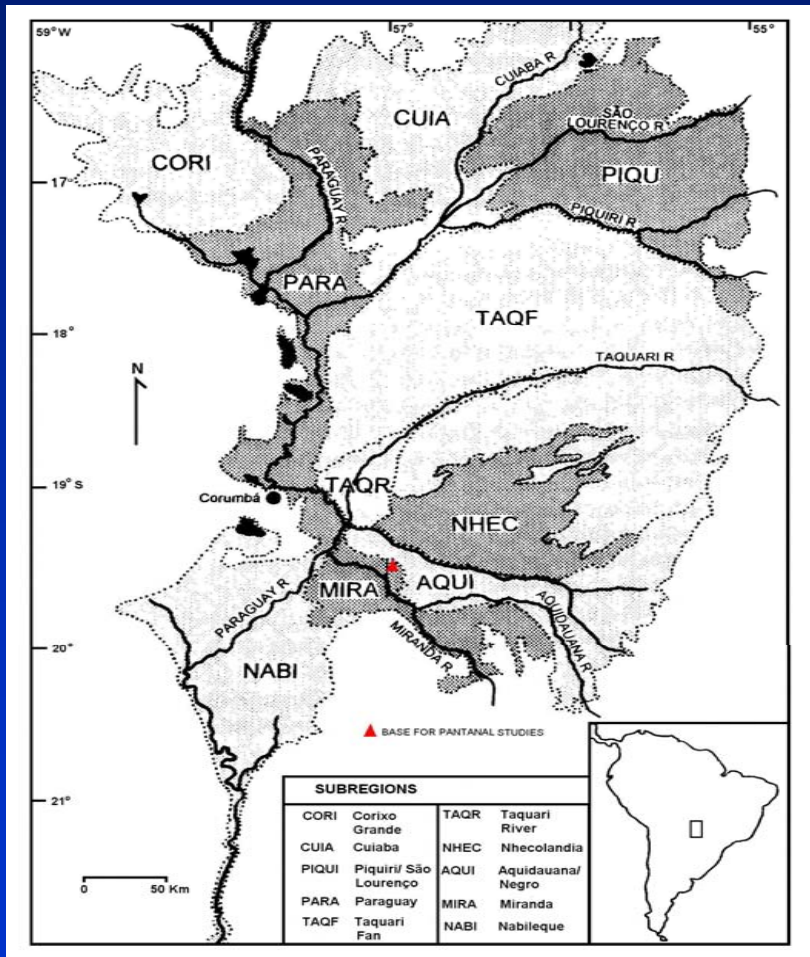 59°W
57°
55°
CUIABA R
CUIA
SÃO
LOURENÇO R
CORI
PIQU
PARAGUAY R
17°
PIQUIRI R
PARA
TAQF
18°
TAQUARI R
N
19°S
TAQR
Corumbá
NHEC
AQUI
MIRA
AQUIDAUANA R
PARAGUAY R
20°
MIRANDA R
NABI
BASE FOR PANTANAL STUDIES
21°
0 50 Km
SUBREGIONS
CORI Corixo
Grande
CUIA Cuiaba
PIQUI Piquiri/ São
Lourenço
PARA Paraguay
TAQF Taquari
Fan
TAQR Taquari
River
NHEC Nhecolandia
AQUI Aquidauana/
Negro
MIRA Miranda
NABI Nabileque